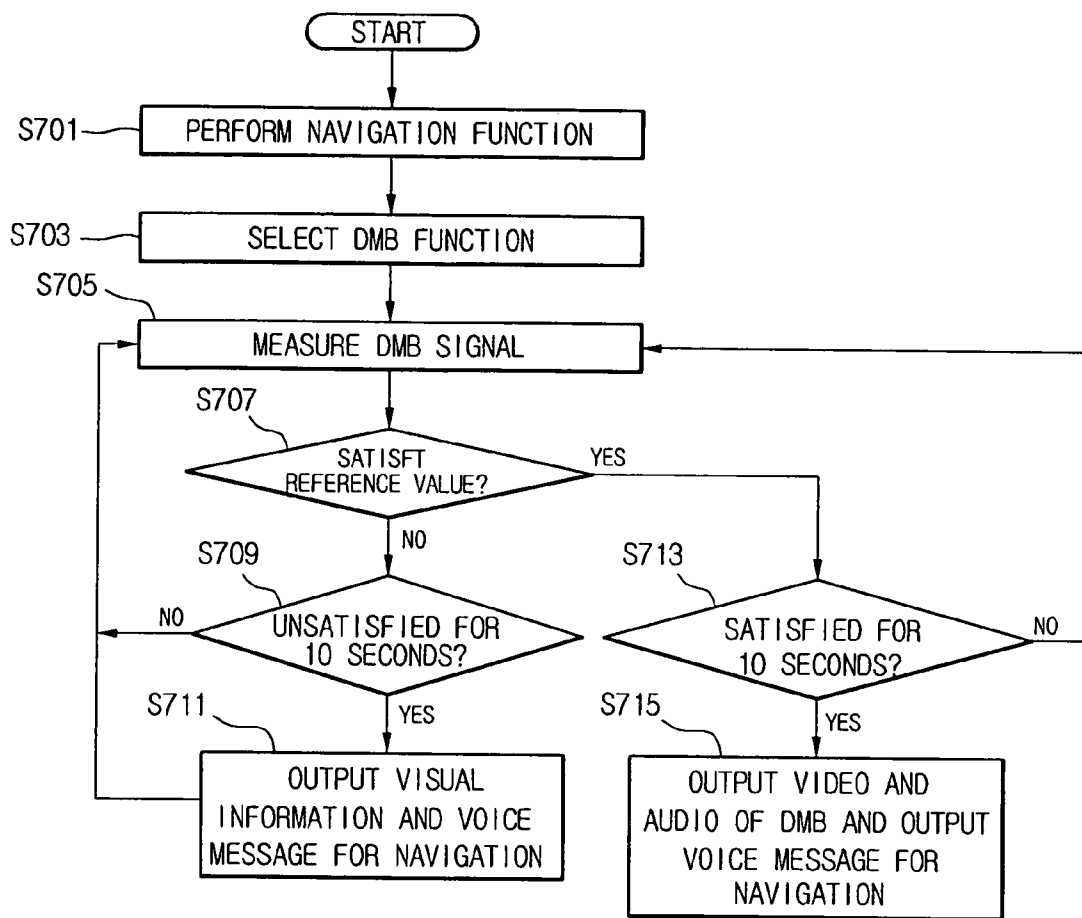 START
S701
PERFORM NAVIGATION FUNCTION
S703
SELECT DMB FUNCTION
S705
MEASURE DMB SIGNAL
S707
SATISFT
REFERENCE VALUE?
YES
NO
S709
UNSATISFIED FOR
10 SECONDS?
NO
YES
S713
SATISFIED FOR
10 SECONDS?
NO
YES
S711
OUTPUT VISUAL
INFORMATION AND VOICE
MESSAGE FOR NAVIGATION
S715
OUTPUT VIDEO AND
AUDIO OF DMB AND OUTPUT
VOICE MESSAGE FOR
NAVIGATION